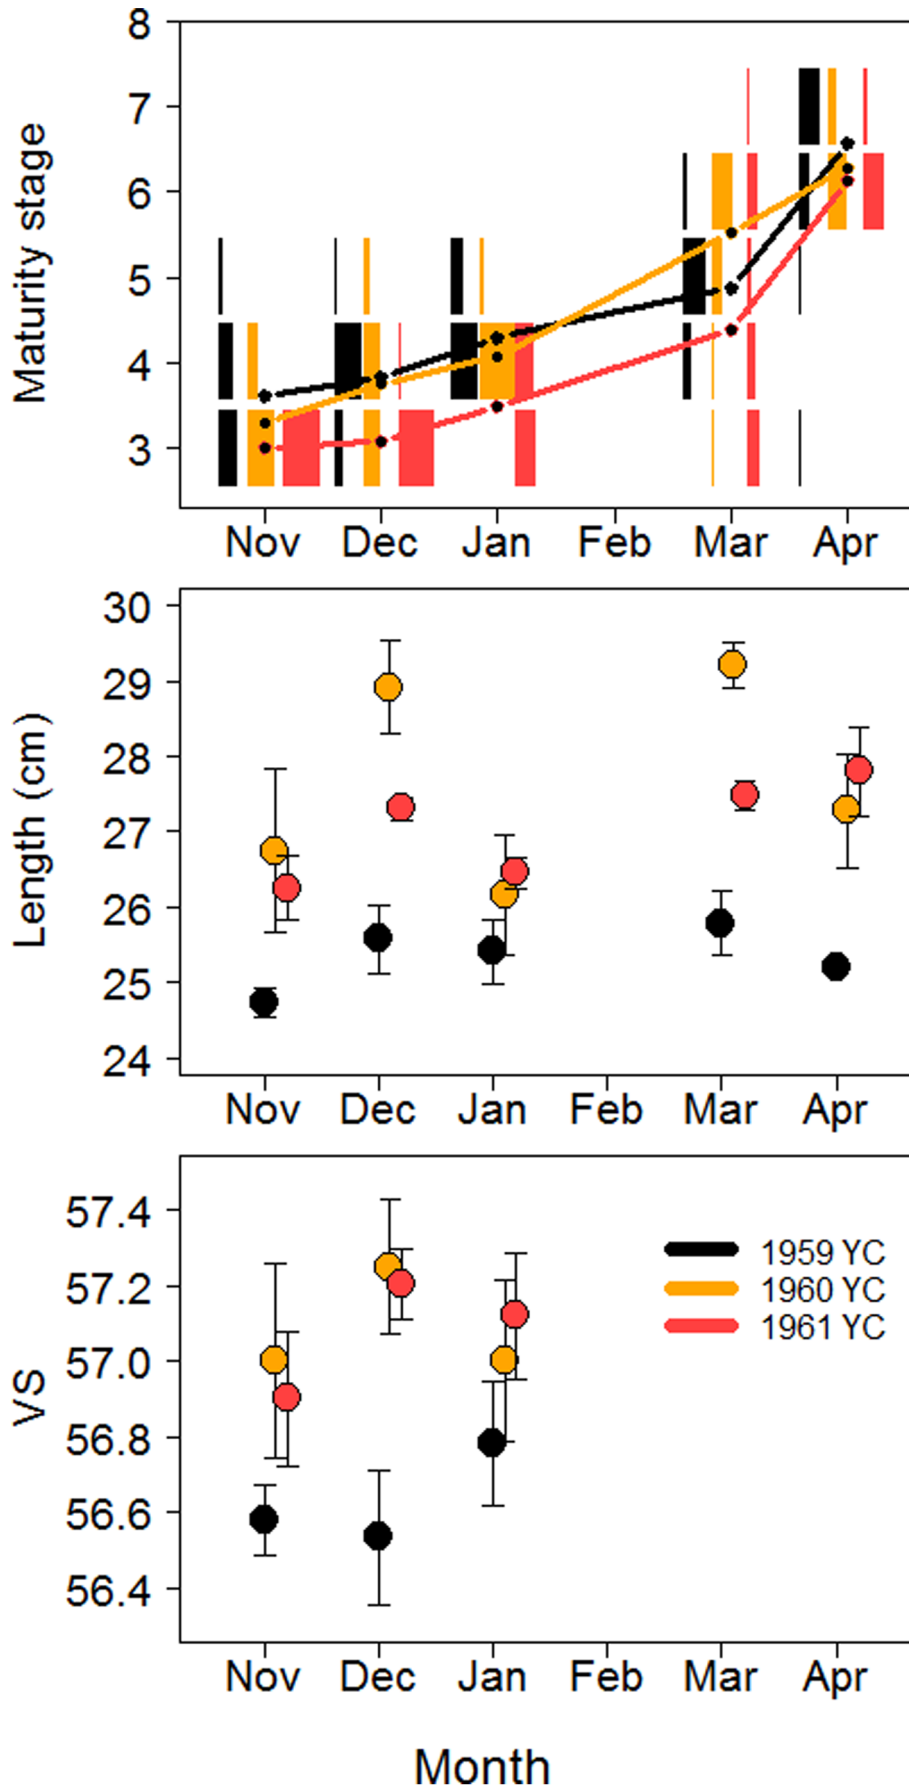 Maturity stage
8
7
6
5
4
3
Nov Dec Jan Feb Mar Apr
Length (cm)
30
29
28
27
26
25
24
Nov Dec Jan Feb Mar Apr
VS
57.4
57.2
57.0
56.8
56.6
56.4
1959 YC
1960 YC
1961 YC
Nov Dec Jan Feb Mar Apr
Month